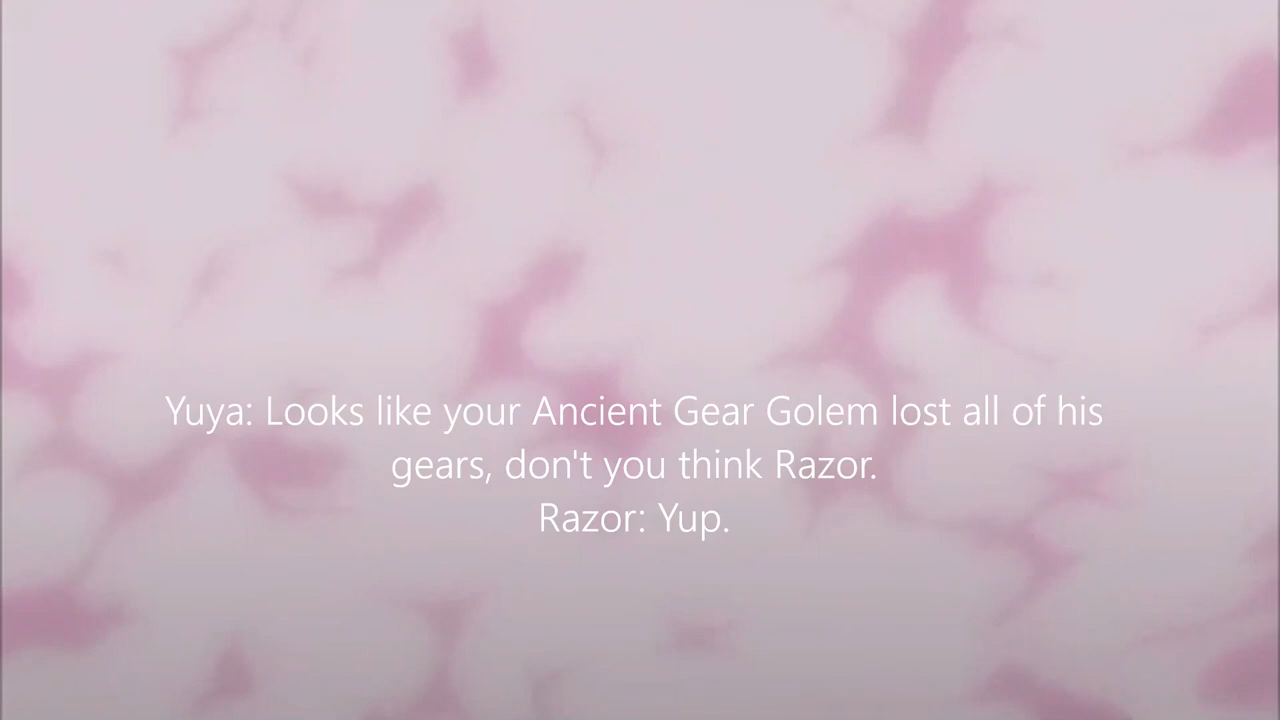 Yuya: Looks like your Ancient Gear Golem lost all of his
gears, don't you think Razor.
Razor: Yup.